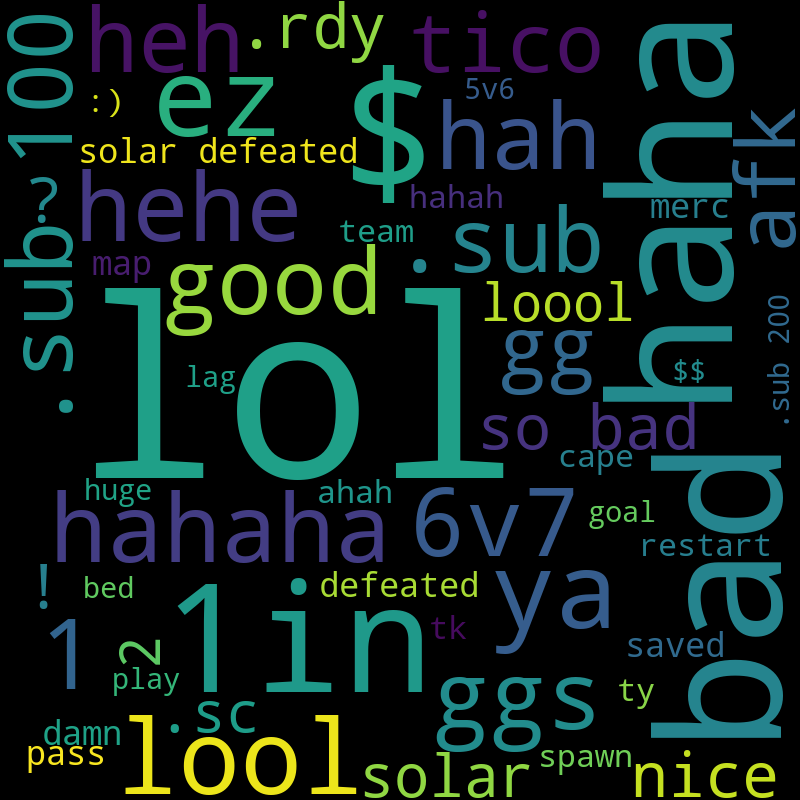 heh
.rdy
tico
.sub 100
:)
ez
$
5v6
hah
haha
afk
solar defeated
?
hehe
hahah
merc
team
.sub
map
good
loool
.sub 200
lol
gg
lag
$$
so bad
cape
bad
huge
ahah
hahaha
6v7
goal
restart
!
bed
1in
defeated
ya
1
2
tk
saved
play
.sc
ggs
ty
damn
pass
lool
solar
spawn
nice